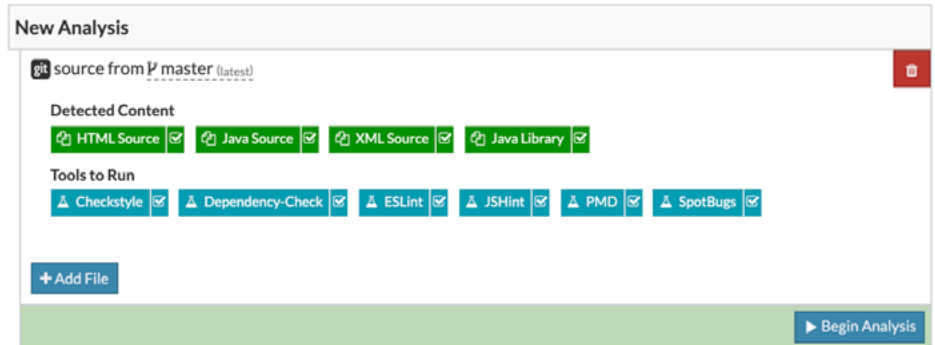 New Analysis
git source from master (latest)
Detected Content
HTML Source Java Source XML Source Java Library
Tools to Run
Checkstyle Dependency-Check ESLint JSHint PMD SpotBugs
+ Add File
Begin Analysis